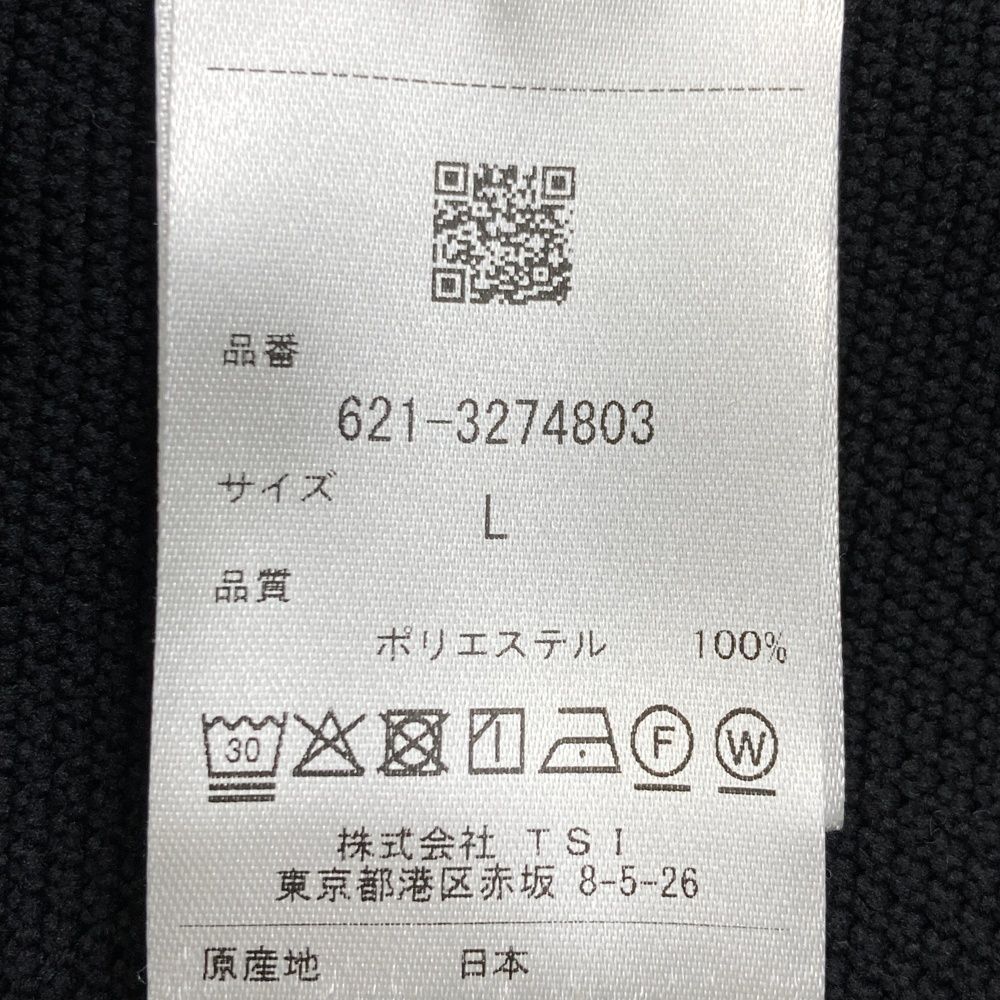 品番
621-3274803
サイズ
L
品質
ポリエステル 100%
30 F W
株式会社 TSI
東京都港区赤坂 8-5-26
原産地 日本